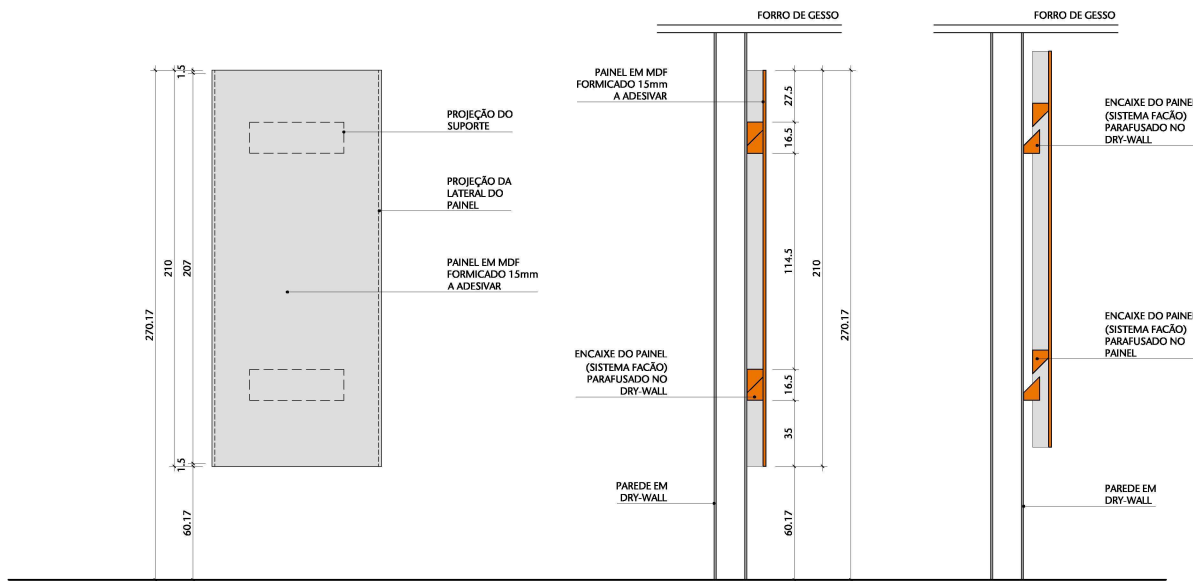 FORRO DE GESSO
FORRO DE GESSO
1.5
210
207
270.17
1.5
60.17
PROJEÇÃO DO
SUPORTE
PROJEÇÃO DA
LATERAL DO
PAINEL
PAINEL EM MDF
FORMICADO 15mm
A ADESIVAR
PAINEL EM MDF
FORMICADO 15mm
A ADESIVAR
ENCAIXE DO PAINEL
(SISTEMA FACÃO)
PARAFUSADO NO
DRY-WALL
PAREDE EM
DRY-WALL
27.5
16.5
114.5
210
270.17
16.5
35
60.17
ENCAIXE DO PAINE
(SISTEMA FACÃO)
PARAFUSADO NO
DRY-WALL
ENCAIXE DO PAINE
(SISTEMA FACÃO)
PARAFUSADO NO
PAINEL
PAREDE EM
DRY-WALL